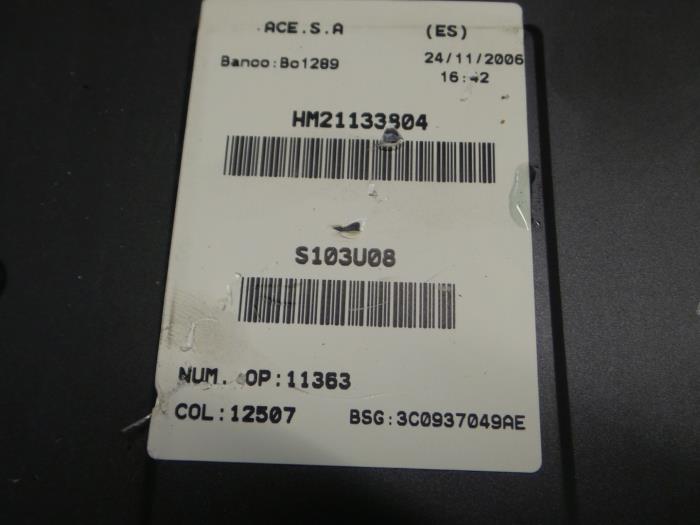 ACE.S.A (ES)
Banco:Bo1289 24/11/2006
16:42
HM21133804
S103U08
NUM. OP:11363
COL:12507 BSG:3C0937049AE